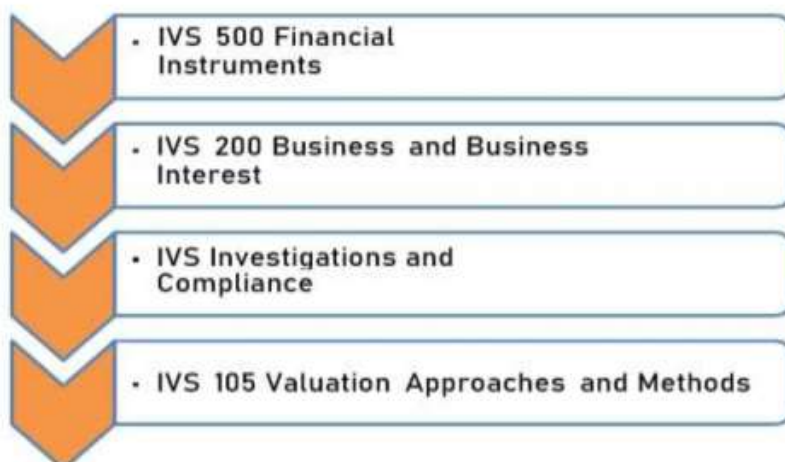 • IVS 500 Financial
Instruments
• IVS 200 Business and Business
Interest
• IVS Investigations and
Compliance
• IVS 105 Valuation Approaches and Methods